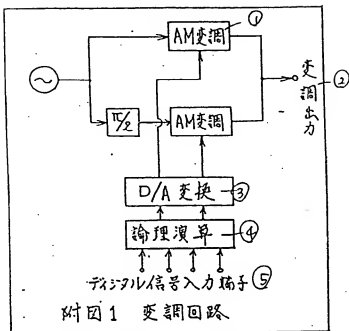 ①
AM変調
変調出力 ②
π/2
AM変調
D/A変換 ③
論理演算 ④
ディジタル信号入力端子 ⑤
附図1 変調回路